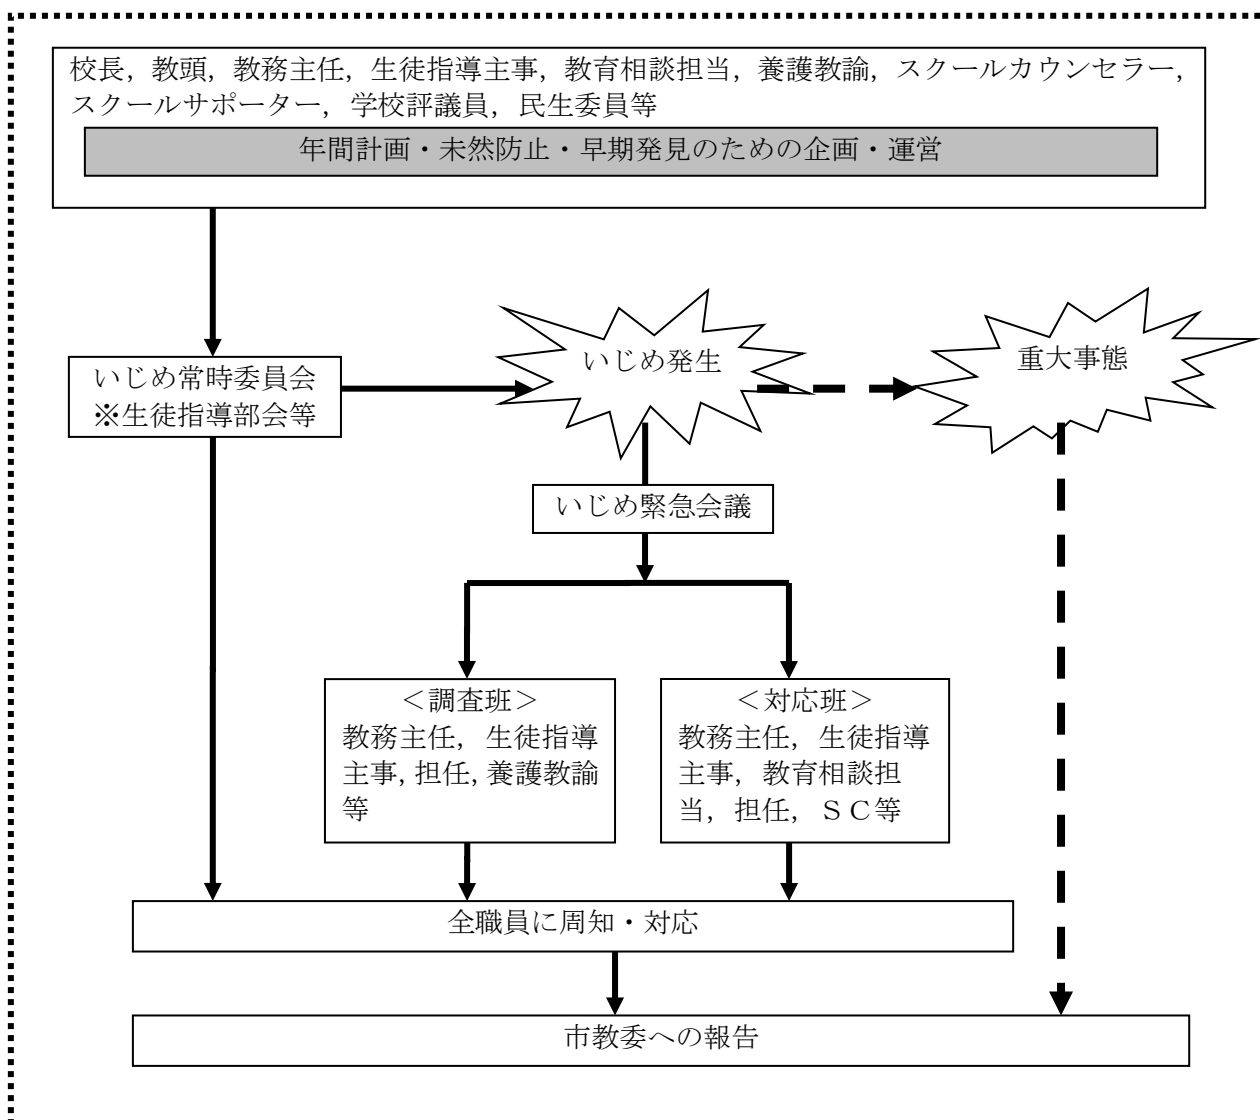 校長，教頭，教務主任，生徒指導主事，教育相談担当，養護教諭，スクールカウンセラー，
スクールサポーター，学校評議員，民生委員等
年間計画・未然防止・早期発見のための企画・運営
いじめ発生
重大事態
いじめ常時委員会
※生徒指導部会等
いじめ緊急会議
＜調査班＞
教務主任，生徒指導
主事，担任，養護教諭
等
＜対応班＞
教務主任，生徒指導
主事，教育相談担
当，担任，ＳＣ等
全職員に周知・対応
市教委への報告